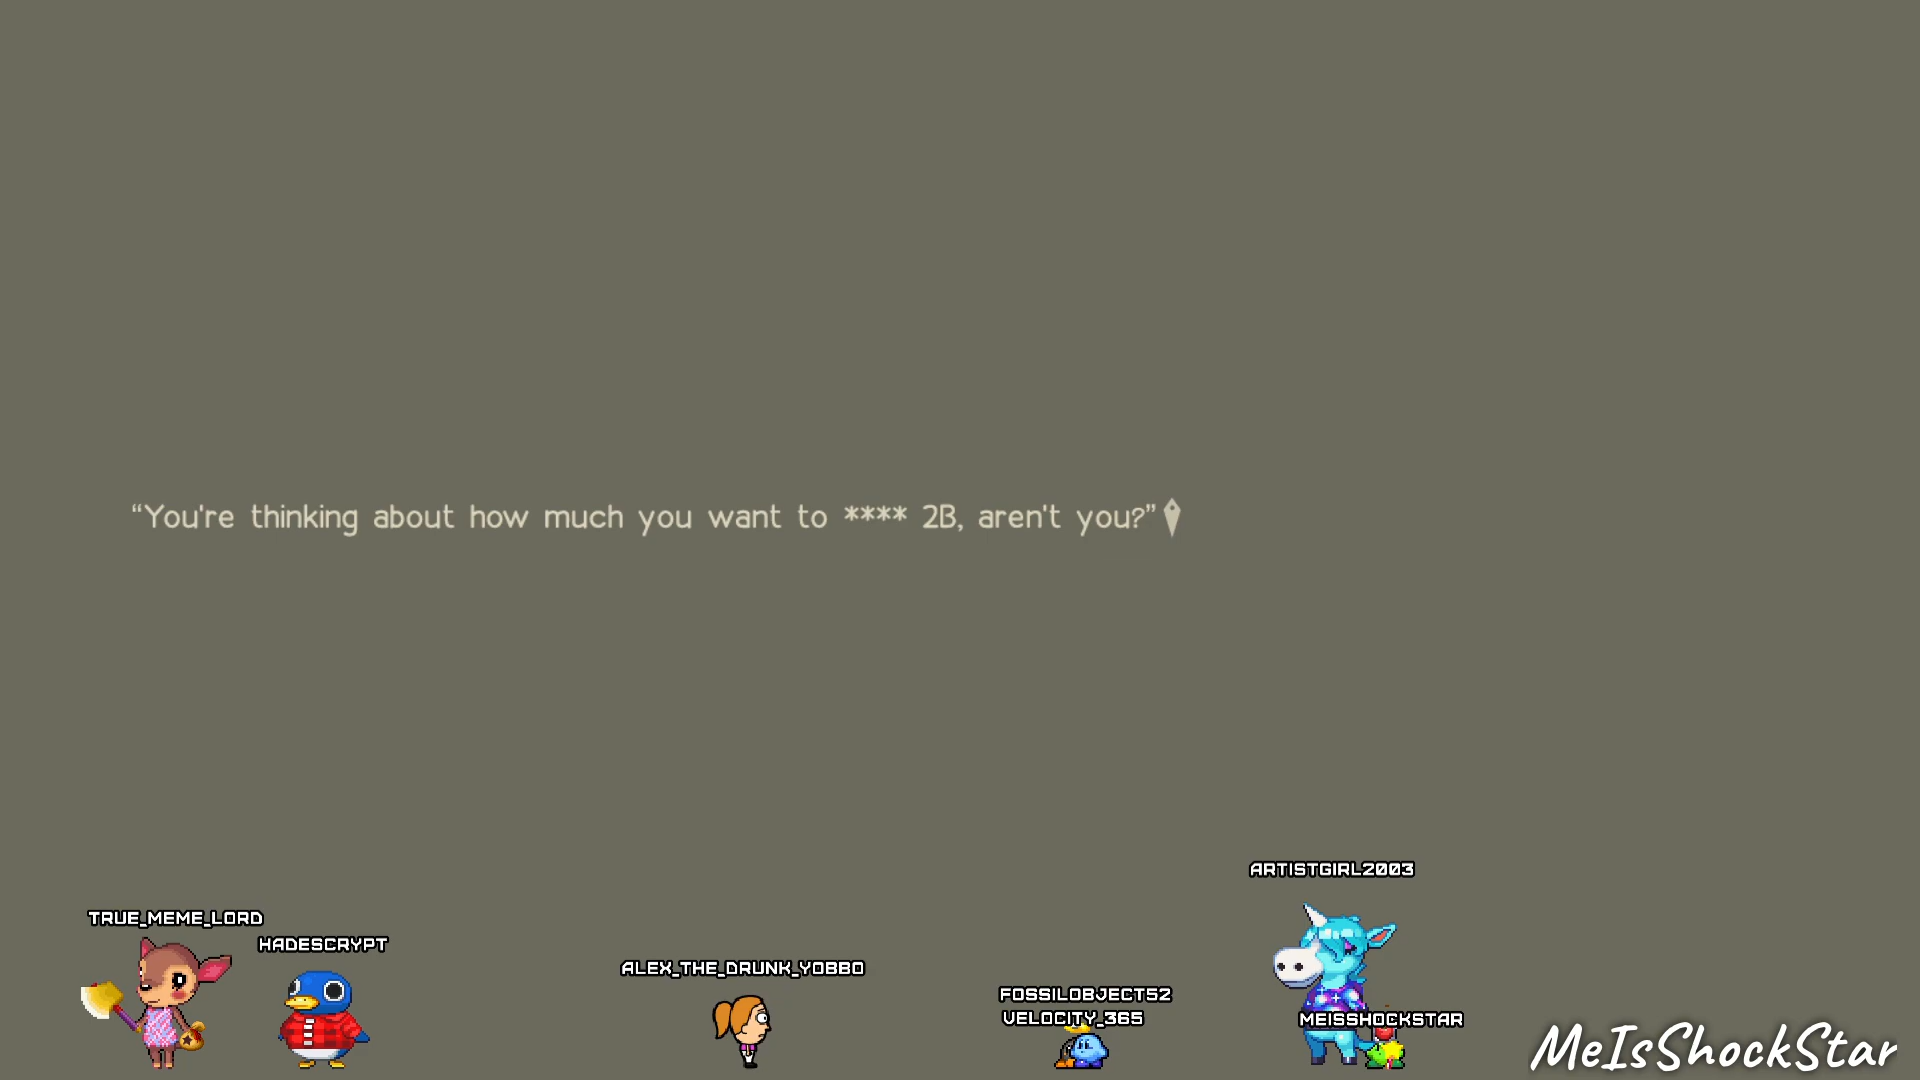 “You're thinking about how much you want to **** 2B, aren't you?”
ARTISTGIRL2003
TRUE_MEME_LORD
HADESCRYPT
ALEX_THE_DRUNK_YOBBO
FOSSILOBJECT52
VELOCITY_365
MEISSHOCKSTAR
MeIsShockStar